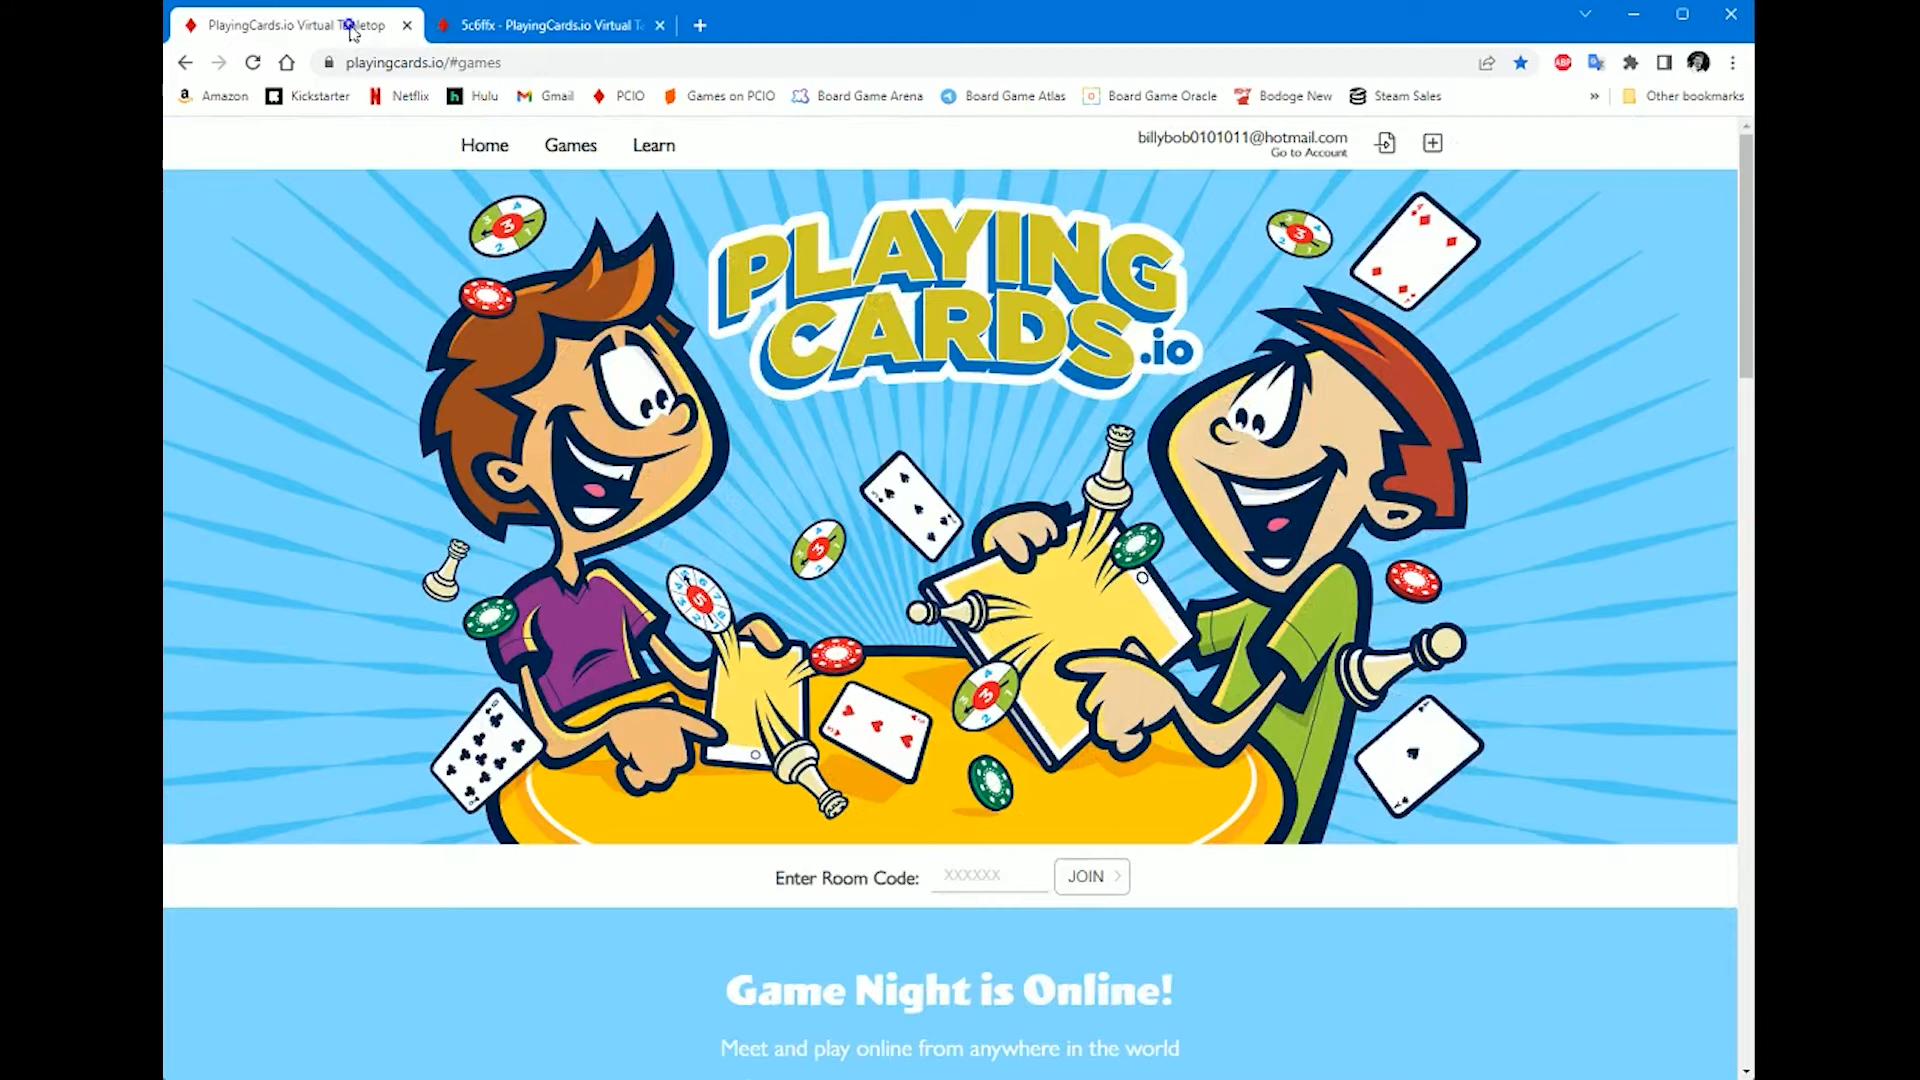 PlayingCards.io Virtual Tabletop
5c6ffx - PlayingCards.io Virtual T
playingcards.io/#games
ABP
Amazon
Kickstarter
Netflix
Hulu
Gmail
PCIO
Games on PCIO
Board Game Arena
Board Game Atlas
Board Game Oracle
Bodoge New
Steam Sales
»
Other bookmarks
Home
Games
Learn
billybob0101011@hotmail.com
Go to Account
PLAYING
CARDS.io
Enter Room Code:
XXXXXX
JOIN
Game Night is Online!
Meet and play online from anywhere in the world